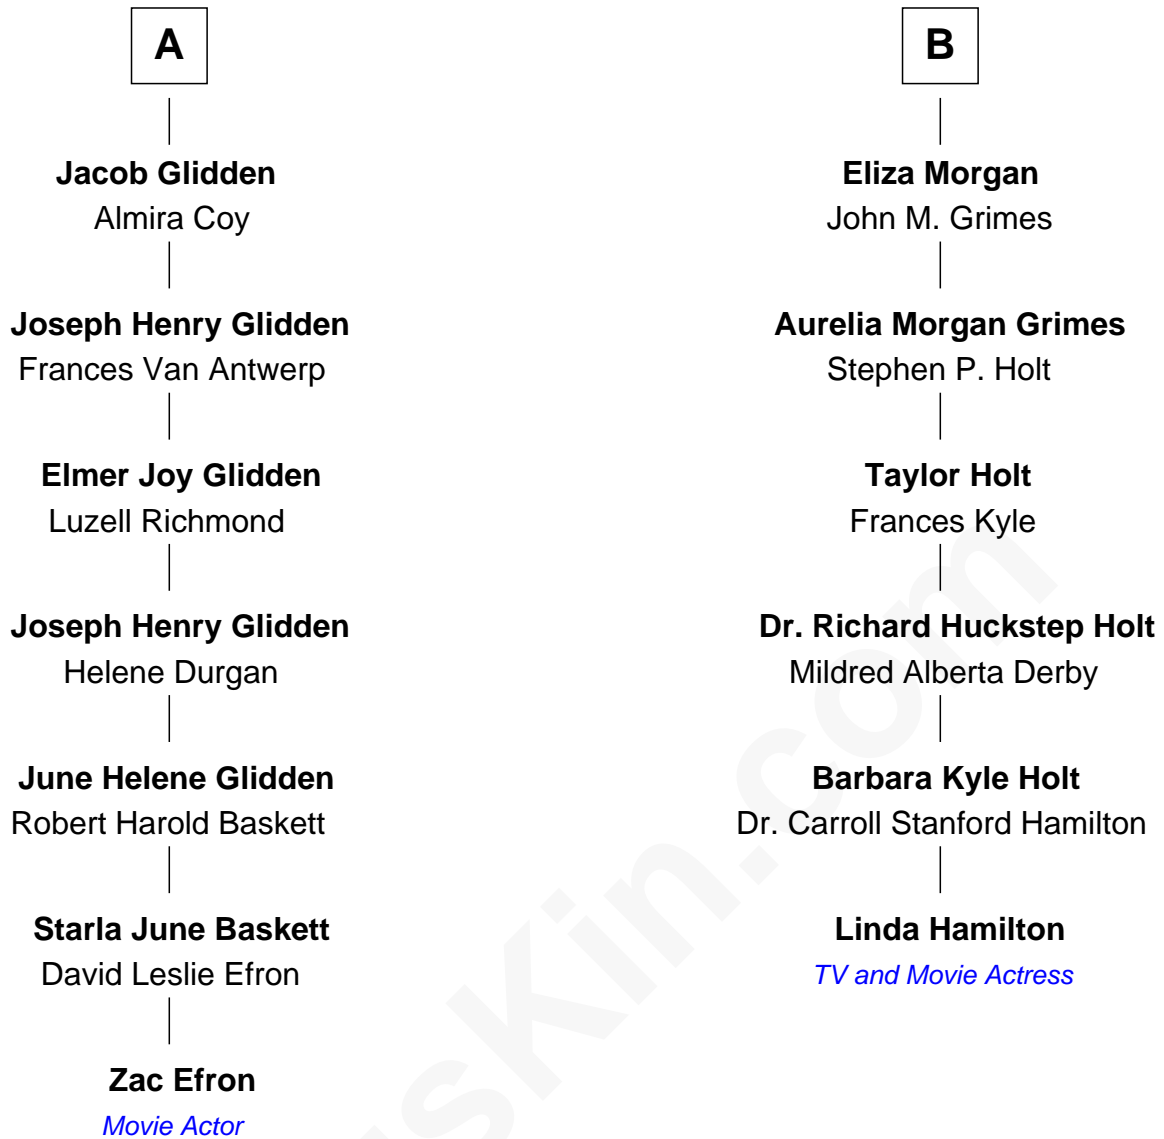 A
Jacob Glidden
Almira Coy
Joseph Henry Glidden
Frances Van Antwerp
Elmer Joy Glidden
Luzell Richmond
Joseph Henry Glidden
Helene Durgan
June Helene Glidden
Robert Harold Baskett
Starla June Baskett
David Leslie Efron
Zac Efron
Movie Actor
B
Eliza Morgan
John M. Grimes
Aurelia Morgan Grimes
Stephen P. Holt
Taylor Holt
Frances Kyle
Dr. Richard Huckstep Holt
Mildred Alberta Derby
Barbara Kyle Holt
Dr. Carroll Stanford Hamilton
Linda Hamilton
TV and Movie Actress
usKin.com